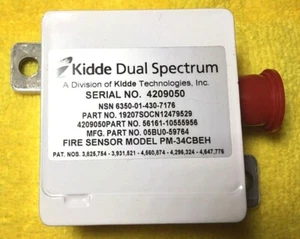 Kidde Dual Spectrum
A Division of Kidde Technologies, Inc.
SERIAL NO. 4209050
NSN 6350-01-430-7176
PART NO. 19207SOCN12479529
4209050PART NO. 56161-10555956
MFG. PART NO. 05BU0-59764
FIRE SENSOR MODEL PM-34CBEH
PAT. NOS. 3,825,754 - 3,931,521 - 4,560,874 - 4,296,324 - 4,647,776